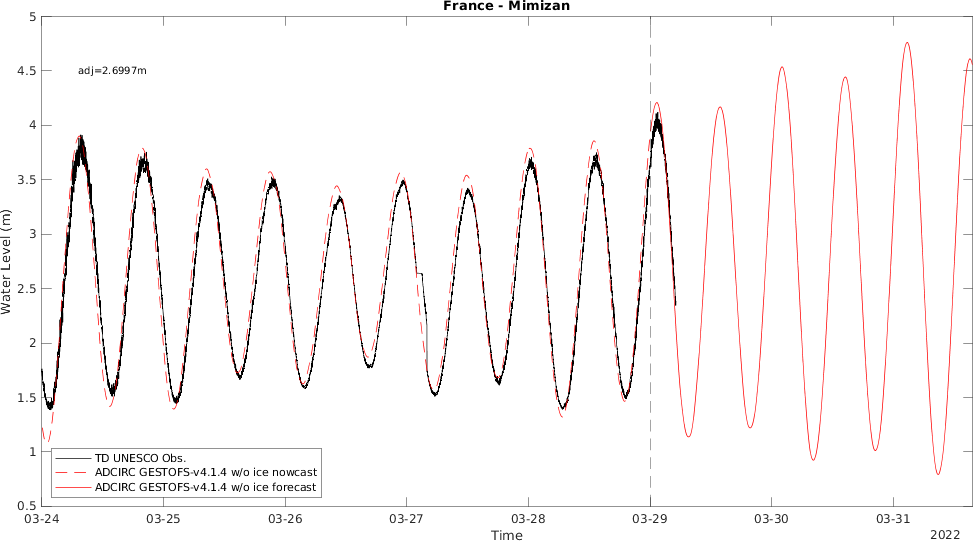 France - Mimizan
5
4.5
4
3.5
3
2.5
2
1.5
1
0.5
Water Level (m)
adj=2.6997m
TD UNESCO Obs.
ADCIRC GESTOFS-v4.1.4 w/o ice nowcast
ADCIRC GESTOFS-v4.1.4 w/o ice forecast
03-24 03-25 03-26 03-27 03-28 03-29 03-30 03-31
Time
2022